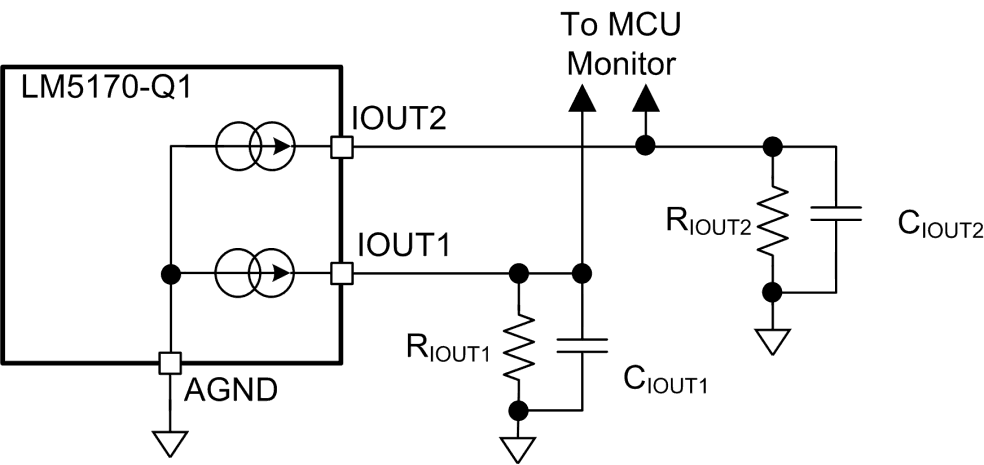 To MCU
Monitor
LM5170-Q1
IOUT2
IOUT1
RIOUT2
CIOUT2
RIOUT1
CIOUT1
AGND